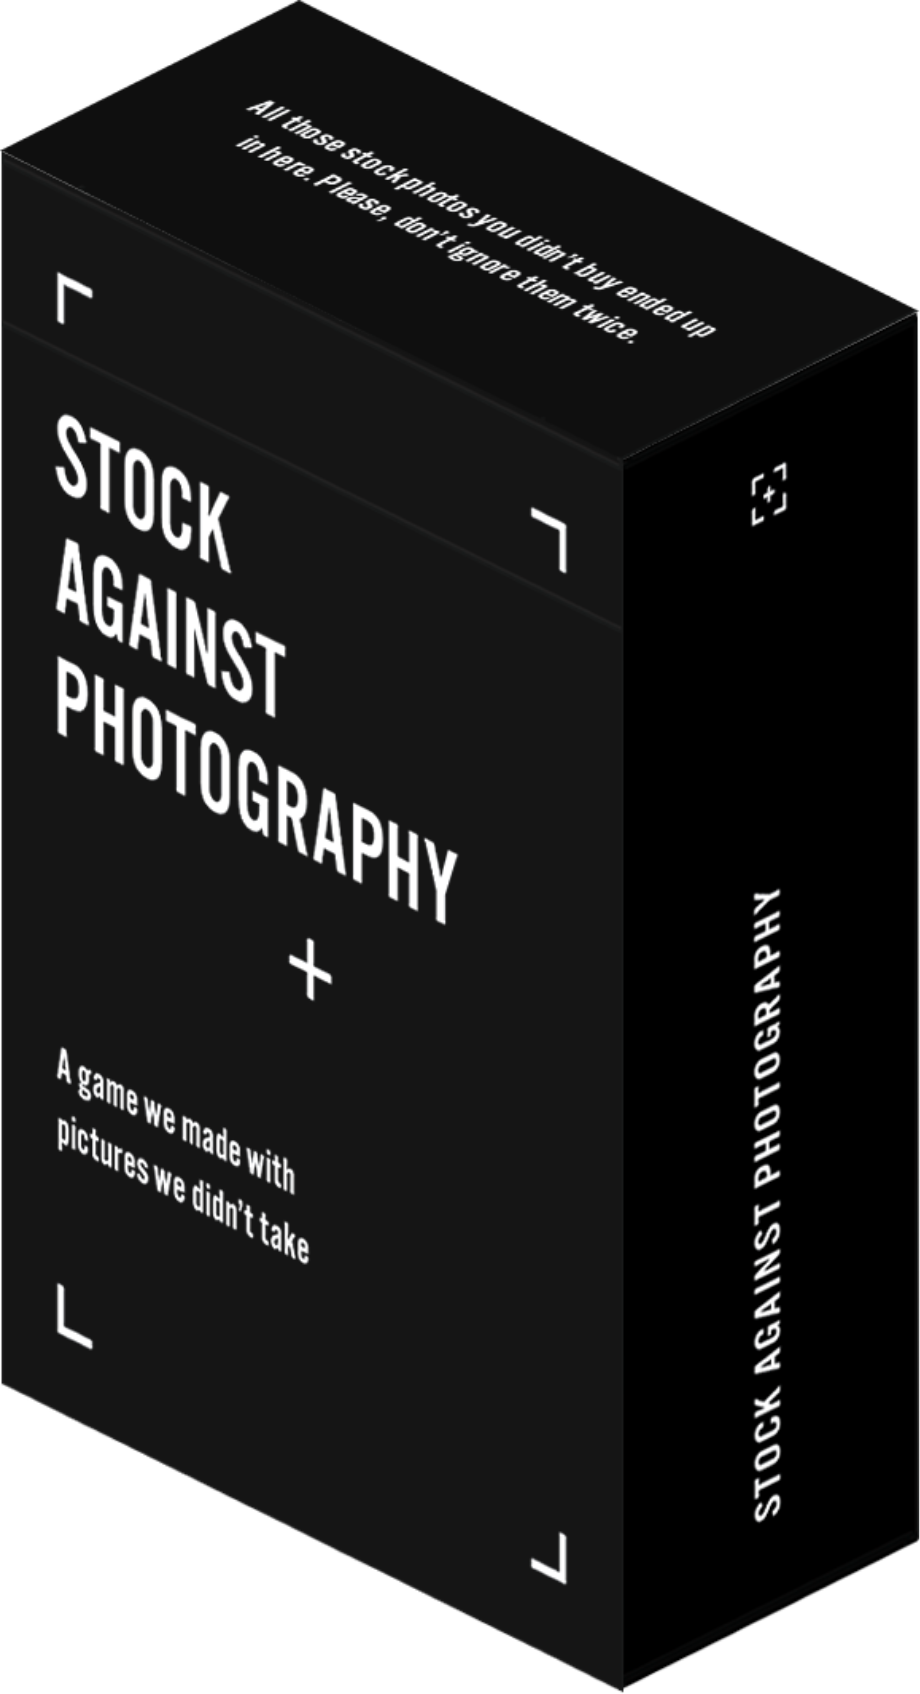 All those stock photos you didn't buy ended up
in here. Please, don't ignore them twice.
STOCK
AGAINST
PHOTOGRAPHY
A game we made with
pictures we didn't take
STOCK AGAINST PHOTOGRAPHY